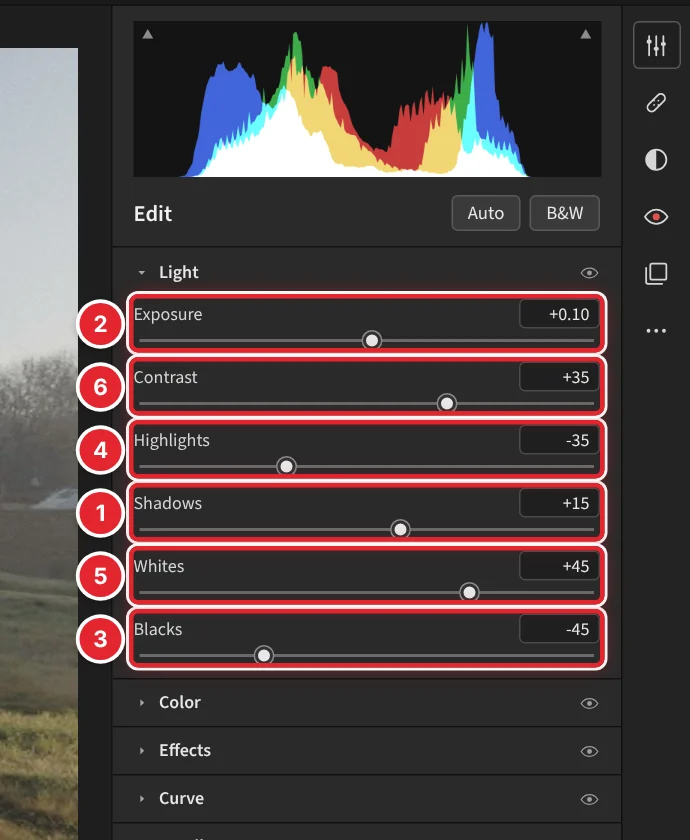 Edit
Auto
B&W
Light
2
Exposure
+0.10
6
Contrast
+35
4
Highlights
-35
1
Shadows
+15
5
Whites
+45
3
Blacks
-45
Color
Effects
Curve